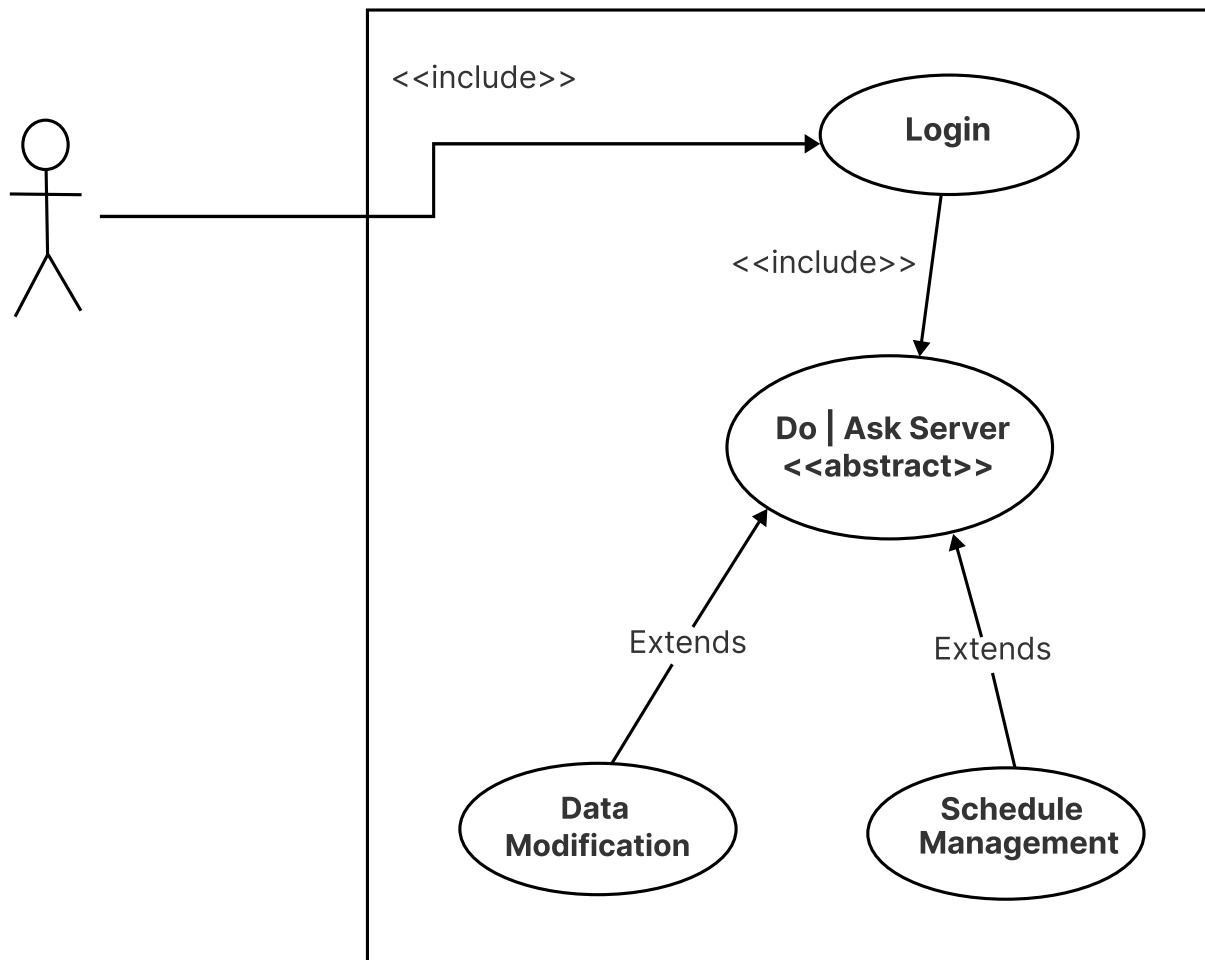 <<include>>
Login
<<include>>
Do | Ask Server
<<abstract>>
Extends
Extends
Data
Modification
Schedule
Management